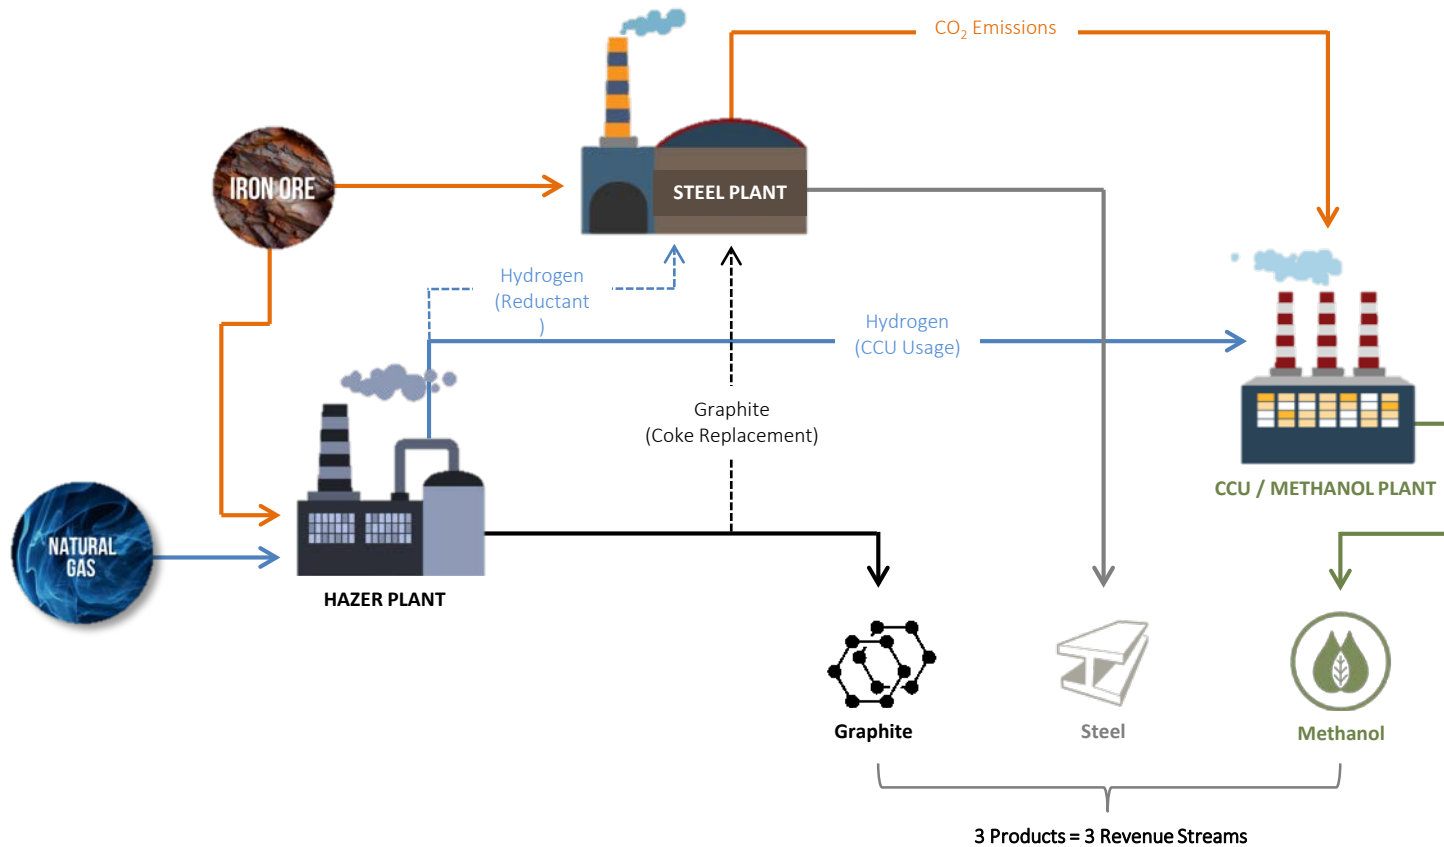 CO₂ Emissions
IRON ORE
STEEL PLANT
Hydrogen
(Reductant
)
Hydrogen
(CCU Usage)
Graphite
(Coke Replacement)
CCU / METHANOL PLANT
NATURAL
GAS
HAZER PLANT
Graphite
Steel
Methanol
3 Products = 3 Revenue Streams